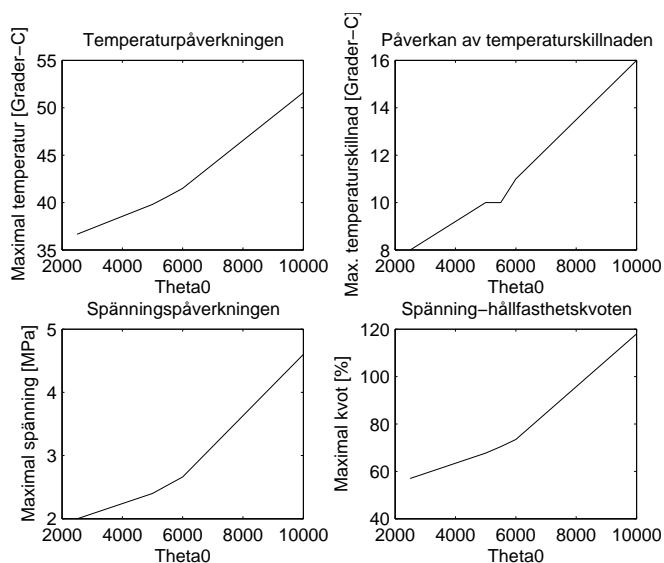 Temperaturpåverkningen
Maximal temperatur [Grader−C]
55
50
45
40
35
2000 4000 6000 8000 10000
Theta0
Påverkan av temperaturskillnaden
Max. temperaturskillnad [Grader−C]
16
14
12
10
8
2000 4000 6000 8000 10000
Theta0
Spänningspåverkningen
Maximal spänning [MPa]
5
4
3
2
2000 4000 6000 8000 10000
Theta0
Spänning−hållfasthetskvoten
Maximal kvot [%]
120
100
80
60
40
2000 4000 6000 8000 10000
Theta0